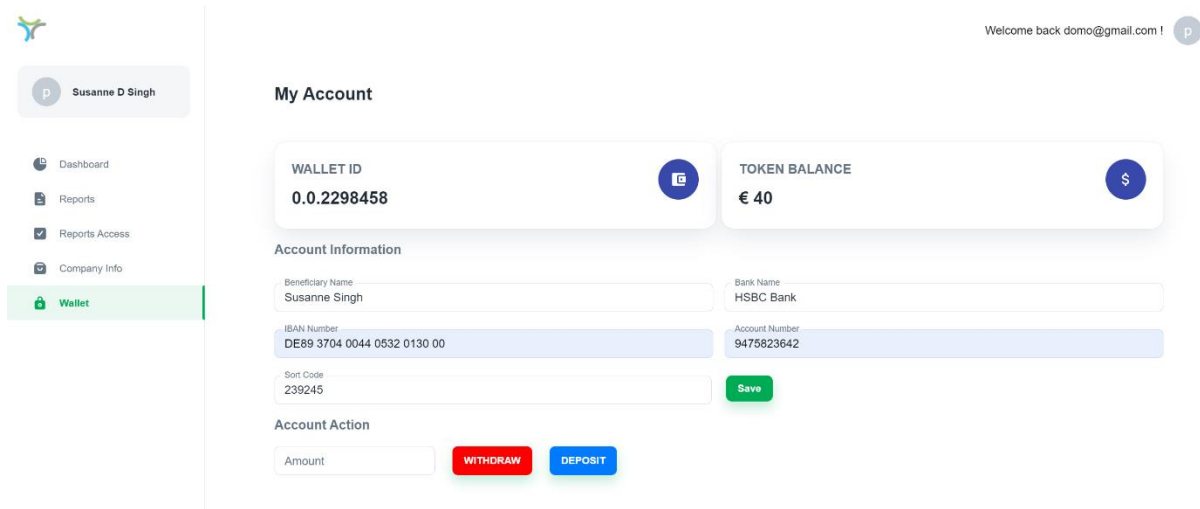 Welcome back domo@gmail.com !
p
p
Susanne D Singh
Dashboard
Reports
Reports Access
Company Info
Wallet
My Account
WALLET ID
0.0.2298458
TOKEN BALANCE
€ 40
$
Account Information
Beneficiary Name
Susanne Singh
Bank Name
HSBC Bank
IBAN Number
DE89 3704 0044 0532 0130 00
Account Number
9475823642
Sort Code
239245
Save
Account Action
Amount
WITHDRAW
DEPOSIT